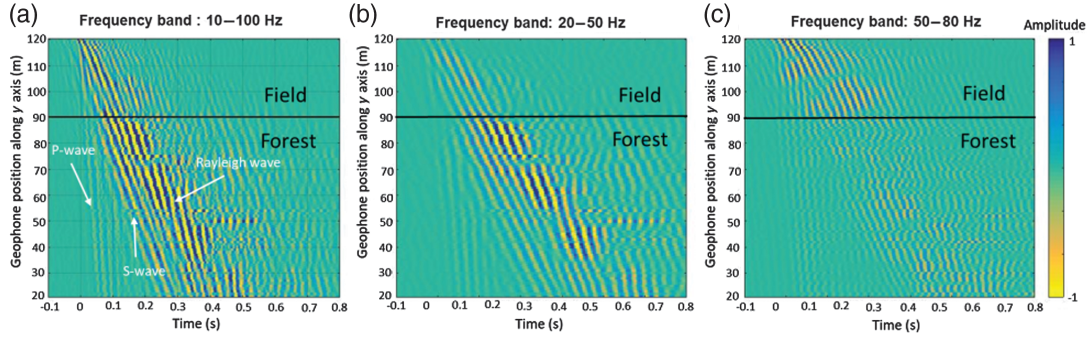 (a)
Frequency band : 10–100 Hz
Geophone position along y axis (m)
120
110
100
90
80
70
60
50
40
30
20
Field
Forest
P-wave
Rayleigh wave
S-wave
-0.1 0 0.1 0.2 0.3 0.4 0.5 0.6 0.7 0.8
Time (s)
(b)
Frequency band: 20–50 Hz
Geophone position along y axis (m)
120
110
100
90
80
70
60
50
40
30
20
Field
Forest
-0.1 0 0.1 0.2 0.3 0.4 0.5 0.6 0.7 0.8
Time (s)
(c)
Frequency band: 50–80 Hz
Geophone position along y axis (m)
120
110
100
90
80
70
60
50
40
30
20
Field
Forest
-0.1 0 0.1 0.2 0.3 0.4 0.5 0.6 0.7 0.8
Time (s)
Amplitude
1
-1